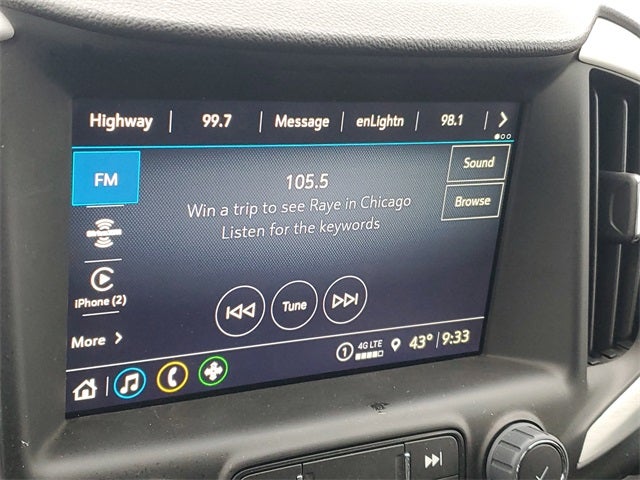 Highway 99.7 Message enLightn 98.1
FM
Sound
105.5
Browse
Win a trip to see Raye in Chicago
Listen for the keywords
iPhone (2)
Tune
More
1 4G LTE 43° 9:33